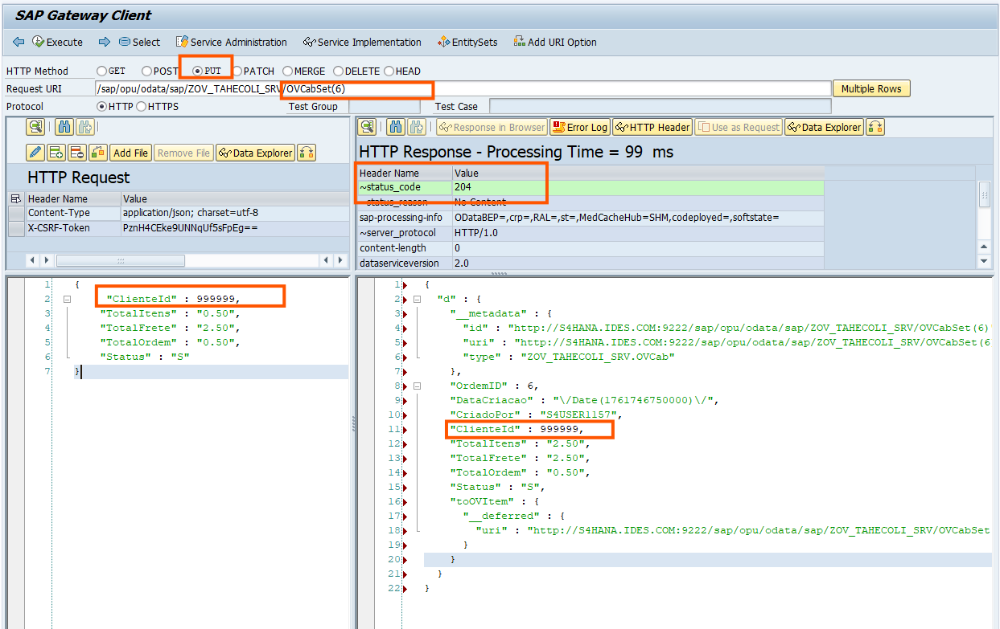 SAP Gateway Client
Execute Select Service Administration Service Implementation EntitySets Add URI Option
HTTP Method GET POST PUT PATCH MERGE DELETE HEAD
Request URI /sap/opu/odata/sap/ZOV_TAHECOLI_SRV/OVCabSet(6) Multiple Rows
Protocol HTTP HTTPS Test Group Test Case
Response in Browser Error Log HTTP Header Use as Request Data Explorer
Add File Remove File Data Explorer
HTTP Response - Processing Time = 99 ms
HTTP Request
Header Name Value
Content-Type application/json; charset=utf-8
X-CSRF-Token PznH4CEke9UNNqUf5sFpEg==
Header Name Value
~status_code 204
~status_reason No Content
sap-processing-info ODataBEP=,crp=,RAL=,st=,MedCacheHub=SHM,codeployed=,softstate=
~server_protocol HTTP/1.0
content-length 0
dataserviceversion 2.0
1 {
2 "ClienteId" : 999999,
3 "TotalItens" : "0.50",
4 "TotalFrete" : "2.50",
5 "TotalOrdem" : "0.50",
6 "Status" : "S"
7 }
1 {
2 "d" : {
3 "__metadata" : {
4 "id" : "http://S4HANA.IDES.COM:9222/sap/opu/odata/sap/ZOV_TAHECOLI_SRV/OVCabSet(6)"
5 "uri" : "http://S4HANA.IDES.COM:9222/sap/opu/odata/sap/ZOV_TAHECOLI_SRV/OVCabSet(6
6 "type" : "ZOV_TAHECOLI_SRV.OVCab"
7 },
8 "OrdemID" : 6,
9 "DataCriacao" : "\/Date(1761746750000)\/",
10 "CriadoPor" : "S4USER1157",
11 "ClienteId" : 999999,
12 "TotalItens" : "2.50",
13 "TotalFrete" : "2.50",
14 "TotalOrdem" : "0.50",
15 "Status" : "S",
16 "toOVItem" : {
17 "__deferred" : {
18 "uri" : "http://S4HANA.IDES.COM:9222/sap/opu/odata/sap/ZOV_TAHECOLI_SRV/OVCabSet
19 }
20 }
21 }
22 }